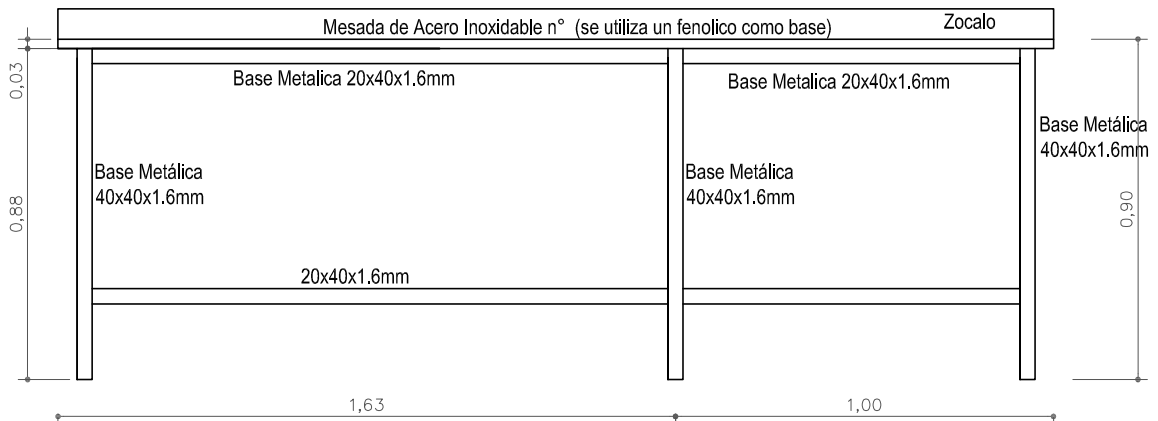 Mesada de Acero Inoxidable n° (se utiliza un fenolico como base)
Zocalo
0,03
Base Metalica 20x40x1.6mm
Base Metalica 20x40x1.6mm
Base Metálica
40x40x1.6mm
Base Metálica
40x40x1.6mm
Base Metálica
40x40x1.6mm
0,88
0,90
20x40x1.6mm
1,63
1,00